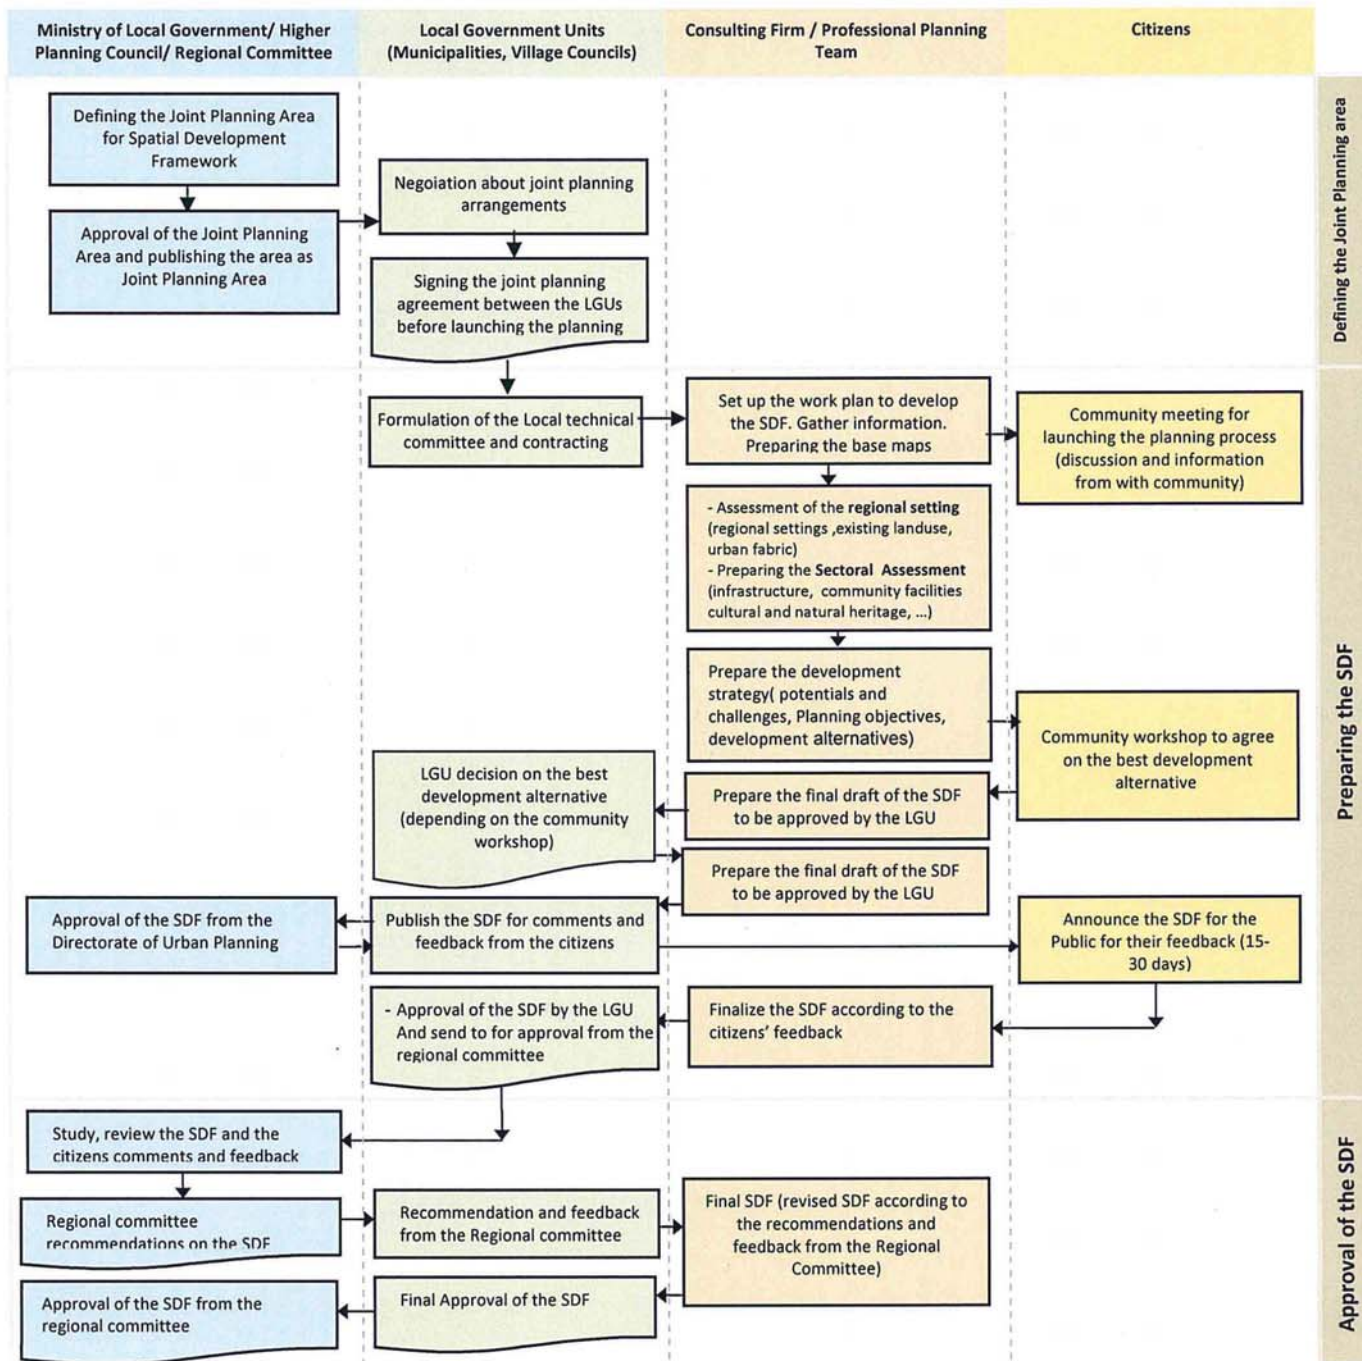 Ministry of Local Government/ Higher
Planning Council/ Regional Committee
Local Government Units
(Municipalities, Village Councils)
Consulting Firm / Professional Planning
Team
Citizens
Defining the Joint Planning area
Defining the Joint Planning Area
for Spatial Development
Framework
Approval of the Joint Planning
Area and publishing the area as
Joint Planning Area
Negoiation about joint planning
arrangements
Signing the joint planning
agreement between the LGUs
before launching the planning
Preparing the SDF
Formulation of the Local technical
committee and contracting
Set up the work plan to develop
the SDF. Gather information.
Preparing the base maps
Community meeting for
launching the planning process
(discussion and information
from with community)
- Assessment of the regional setting
(regional settings ,existing landuse,
urban fabric)
- Preparing the Sectoral Assessment
(infrastructure, community facilities
cultural and natural heritage, ...)
Prepare the development
strategy( potentials and
challenges, Planning objectives,
development alternatives)
Community workshop to agree
on the best development
alternative
Prepare the final draft of the SDF
to be approved by the LGU
LGU decision on the best
development alternative
(depending on the community
workshop)
Prepare the final draft of the SDF
to be approved by the LGU
Publish the SDF for comments and
feedback from the citizens
Approval of the SDF from the
Directorate of Urban Planning
Announce the SDF for the
Public for their feedback (15-
30 days)
Finalize the SDF according to the
citizens' feedback
- Approval of the SDF by the LGU
And send to for approval from the
regional committee
Approval of the SDF
Study, review the SDF and the
citizens comments and feedback
Regional committee
recommendations on the SDF
Recommendation and feedback
from the Regional committee
Final SDF (revised SDF according to
the recommendations and
feedback from the Regional
Committee)
Final Approval of the SDF
Approval of the SDF from the
regional committee